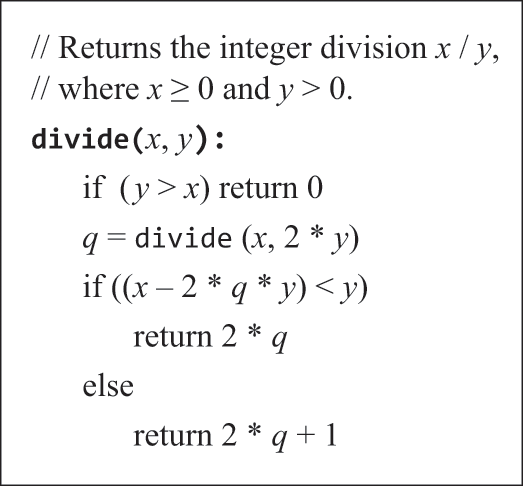 // Returns the integer division x / y,
// where x ≥ 0 and y > 0.
divide(x, y):
if (y > x) return 0
q = divide (x, 2 * y)
if ((x – 2 * q * y) < y)
return 2 * q
else
return 2 * q + 1